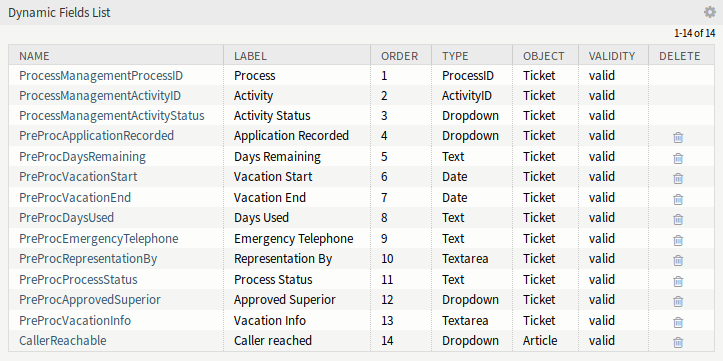 Dynamic Fields List
1-14 of 14
NAME LABEL ORDER TYPE OBJECT VALIDITY DELETE
ProcessManagementProcessID Process 1 ProcessID Ticket valid
ProcessManagementActivityID Activity 2 ActivityID Ticket valid
ProcessManagementActivityStatus Activity Status 3 Dropdown Ticket valid
PreProcApplicationRecorded Application Recorded 4 Dropdown Ticket valid
PreProcDaysRemaining Days Remaining 5 Text Ticket valid
PreProcVacationStart Vacation Start 6 Date Ticket valid
PreProcVacationEnd Vacation End 7 Date Ticket valid
PreProcDaysUsed Days Used 8 Text Ticket valid
PreProcEmergencyTelephone Emergency Telephone 9 Text Ticket valid
PreProcRepresentationBy Representation By 10 Textarea Ticket valid
PreProcProcessStatus Process Status 11 Text Ticket valid
PreProcApprovedSuperior Approved Superior 12 Dropdown Ticket valid
PreProcVacationInfo Vacation Info 13 Textarea Ticket valid
CallerReachable Caller reached 14 Dropdown Article valid